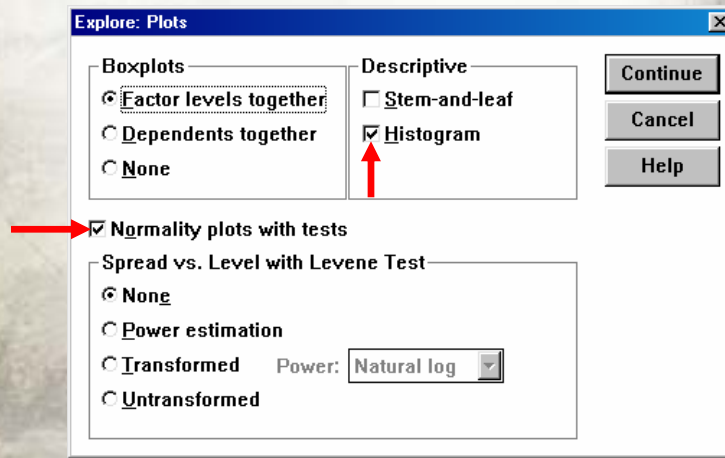 Explore: Plots
Boxplots
Factor levels together
Dependents together
None
Descriptive
Stem-and-leaf
Histogram
Continue
Cancel
Help
Normality plots with tests
Spread vs. Level with Levene Test
None
Power estimation
Transformed Power: Natural log
Untransformed